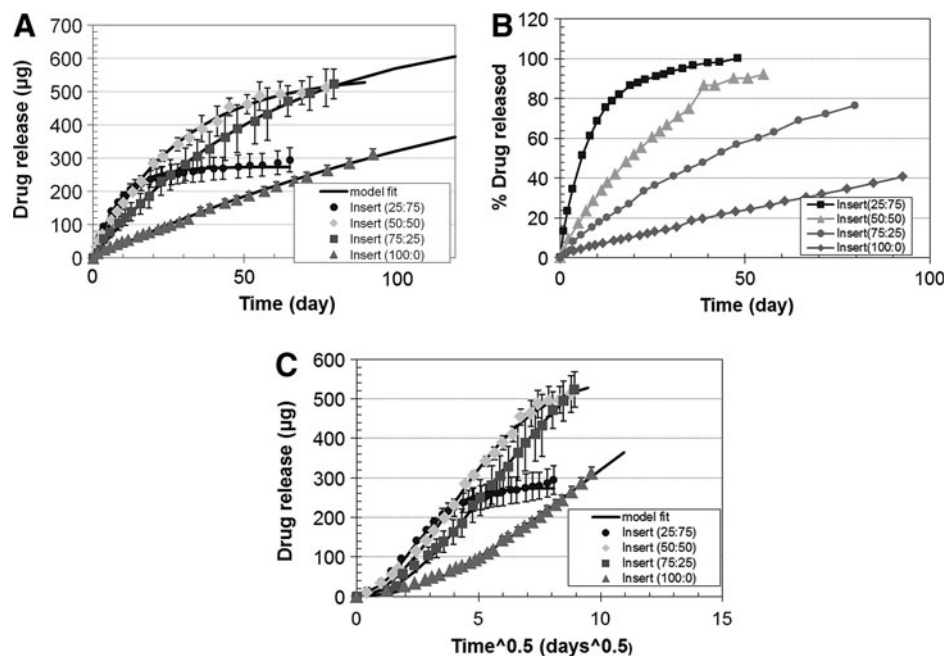 A
Drug release (µg)
700
600
500
400
300
200
100
0
0
50
100
Time (day)
model fit
Insert (25:75)
Insert (50:50)
Insert (75:25)
Insert (100:0)
B
% Drug released
120
100
80
60
40
20
0
0
50
100
Time (day)
Insert(25:75)
Insert(50:50)
Insert(75:25)
Insert(100:0)
C
Drug release (µg)
600
500
400
300
200
100
0
0
5
10
15
Time^0.5 (days^0.5)
model fit
Insert (25:75)
Insert (50:50)
Insert (75:25)
Insert (100:0)